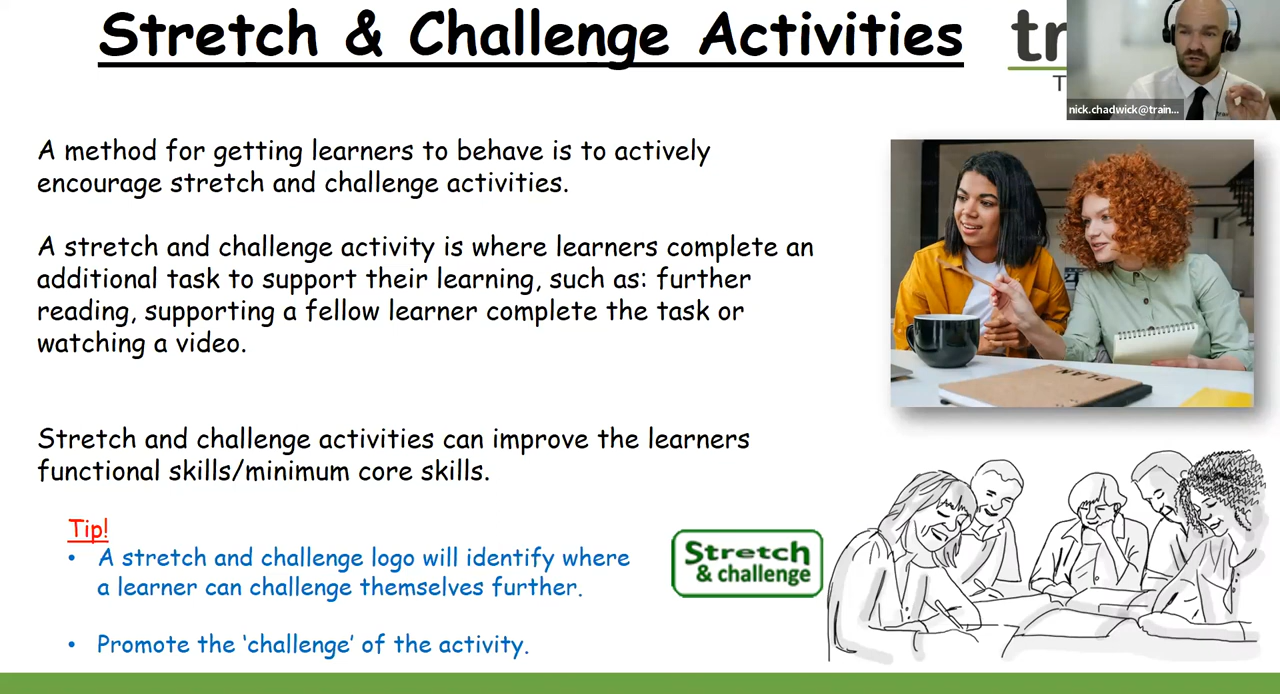 Stretch & Challenge Activities
tr
T
nick.chadwick@train...
A method for getting learners to behave is to actively
encourage stretch and challenge activities.
A stretch and challenge activity is where learners complete an
additional task to support their learning, such as: further
reading, supporting a fellow learner complete the task or
watching a video.
PLAN
Stretch and challenge activities can improve the learners
functional skills/minimum core skills.
Tip!
• A stretch and challenge logo will identify where
a learner can challenge themselves further.
Stretch
& challenge
• Promote the ‘challenge’ of the activity.